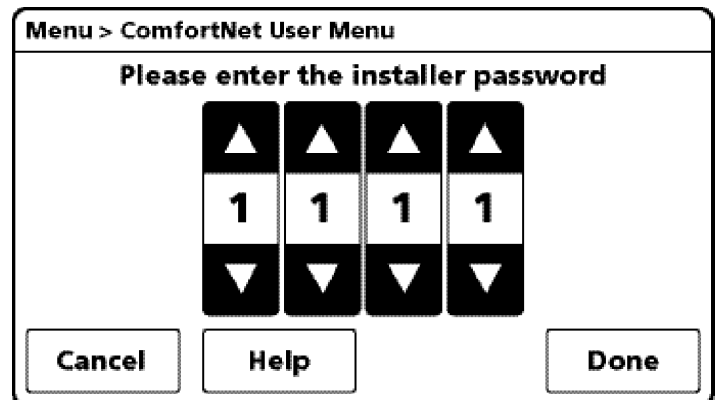 Menu > ComfortNet User Menu
Please enter the installer password
1 1 1 1
Cancel Help Done